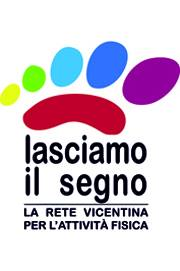 lasciamo
il segno
LA RETE VICENTINA
PER L'ATTIVITÀ FISICA